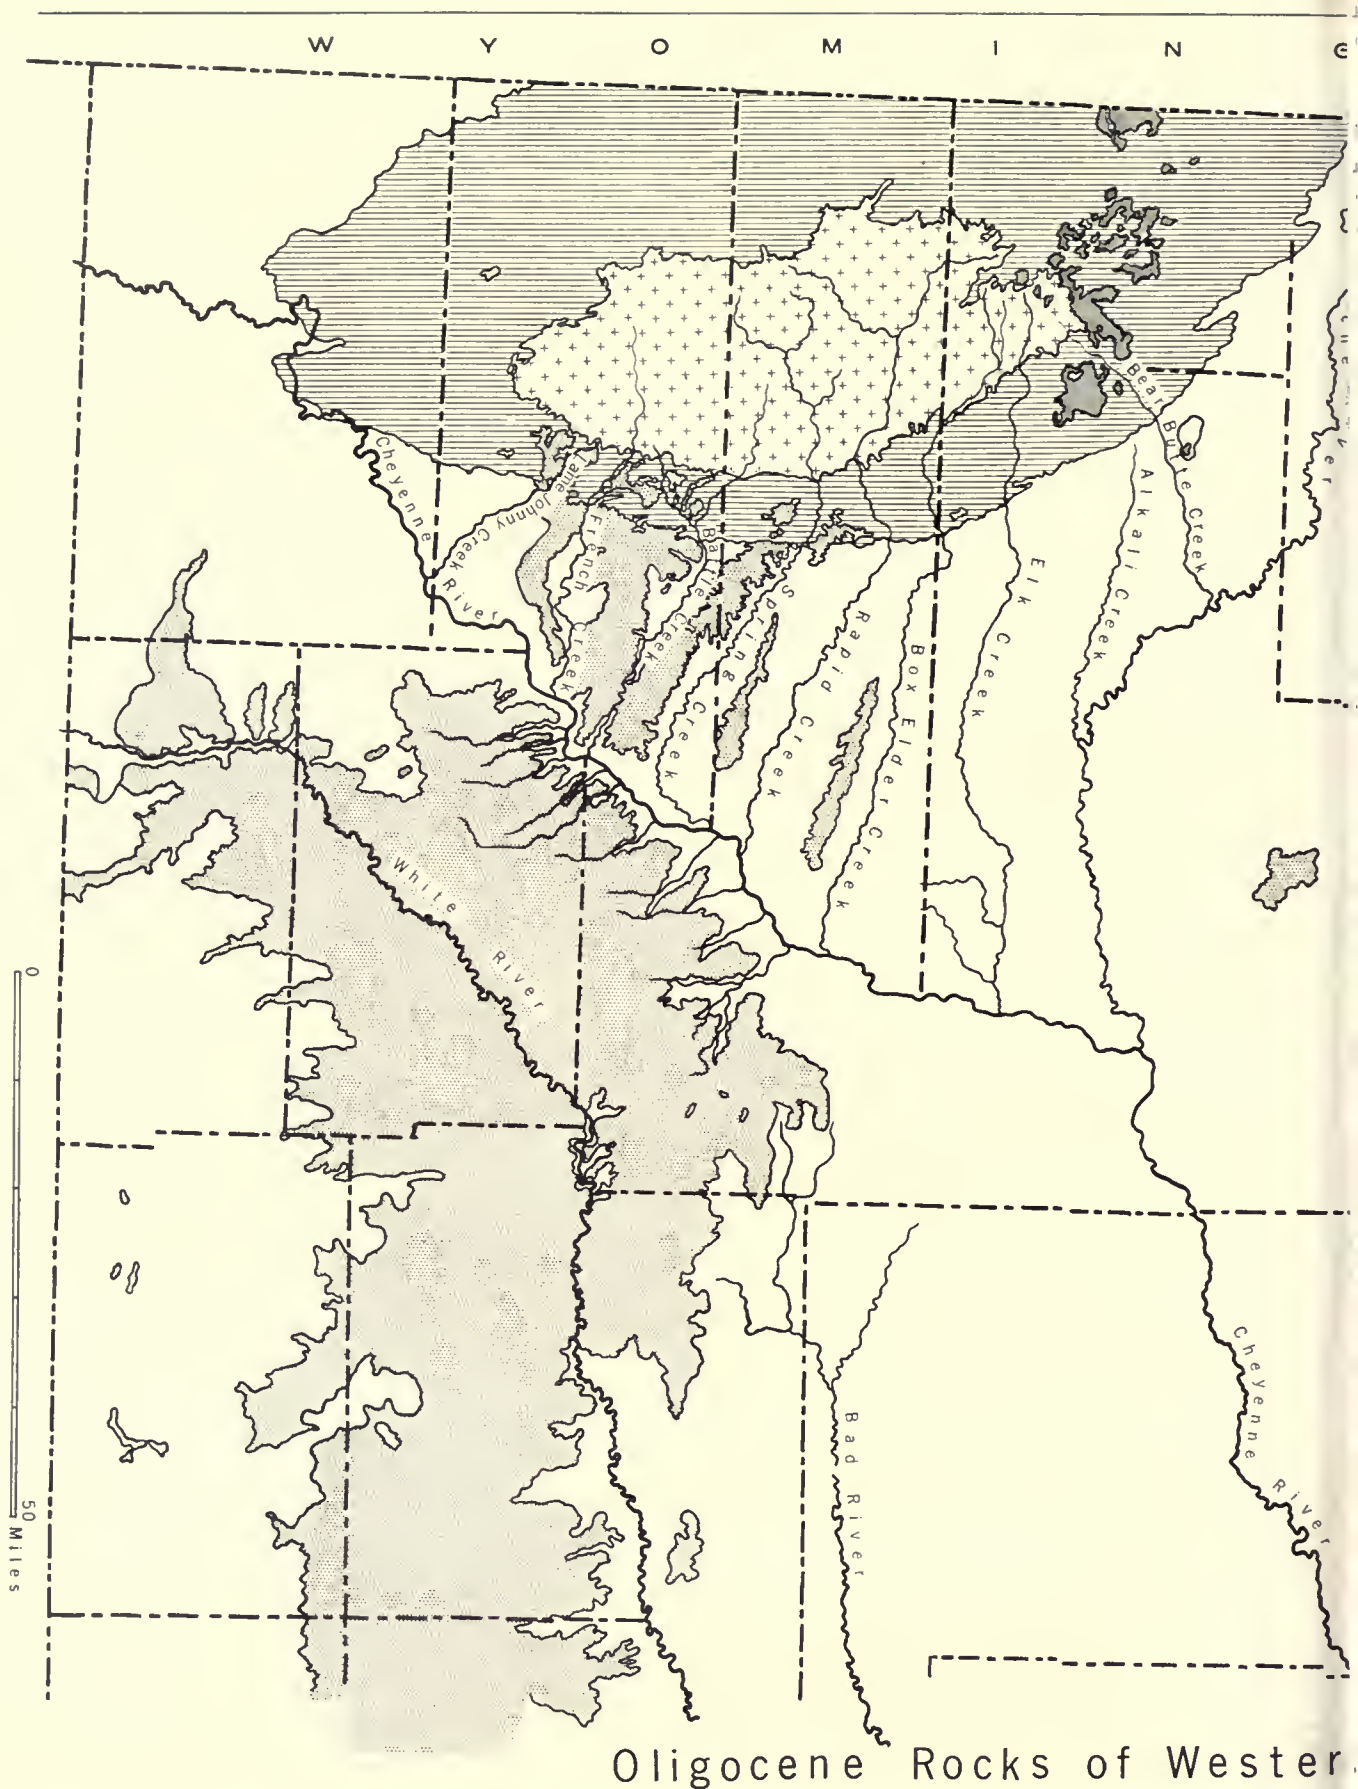 W Y O M I N G
Cheyenne River
Lame Johnny Creek
French Creek
Battle Creek
Spring Creek
Rapid Creek
Box Elder Creek
Elk Creek
Alkali Creek
Bear Butte Creek
White River
Bad River
Cheyenne River
0
50
Miles
Oligocene Rocks of Wester